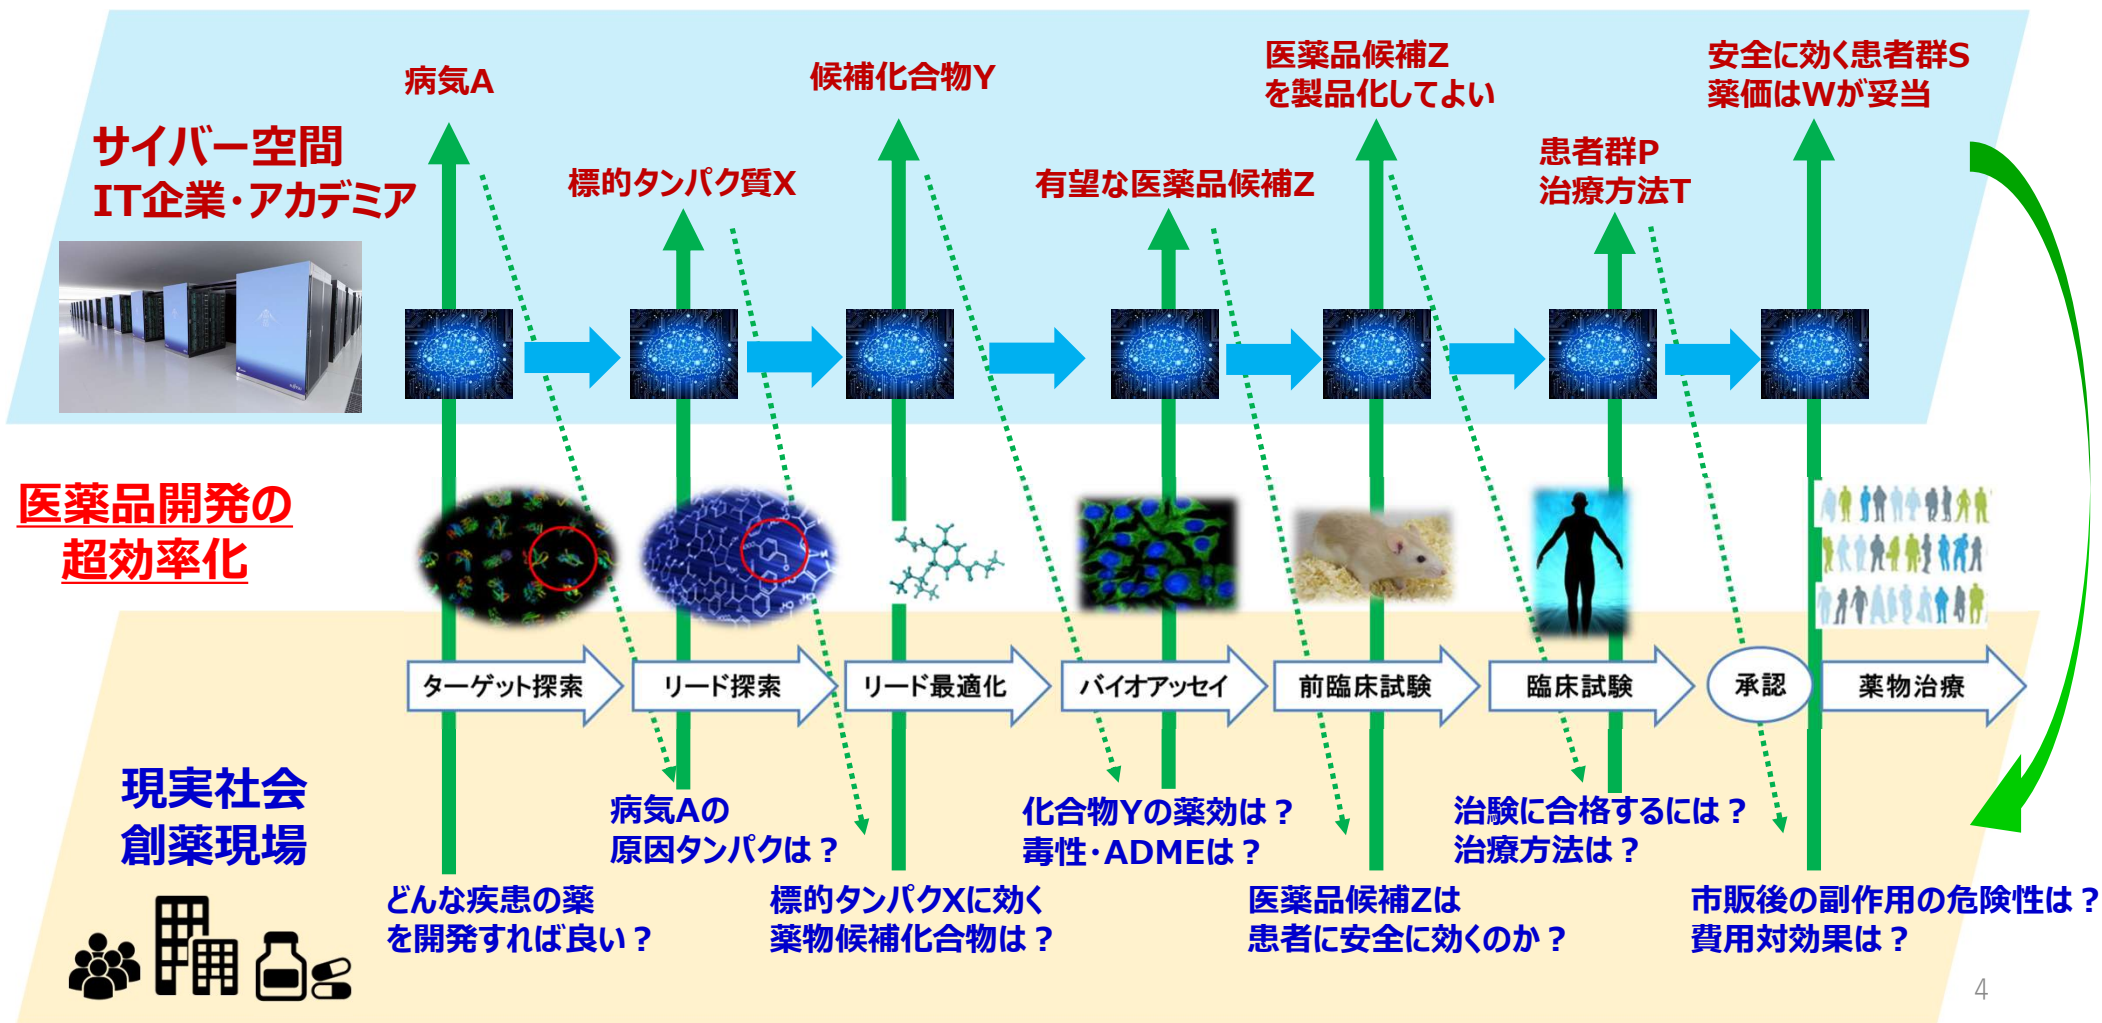 病気A
候補化合物Y
医薬品候補Z
を製品化してよい
安全に効く患者群S
薬価はWが妥当
サイバー空間
IT企業・アカデミア
標的タンパク質X
有望な医薬品候補Z
患者群P
治療方法T
医薬品開発の
超効率化
ターゲット探索
リード探索
リード最適化
バイオアッセイ
前臨床試験
臨床試験
承認
薬物治療
現実社会
創薬現場
どんな疾患の薬
を開発すれば良い？
病気Aの
原因タンパクは？
標的タンパクXに効く
薬物候補化合物は？
化合物Yの薬効は？
毒性・ADMEは？
医薬品候補Zは
患者に安全に効くのか？
治験に合格するには？
治療方法は？
市販後の副作用の危険性は？
費用対効果は？
4